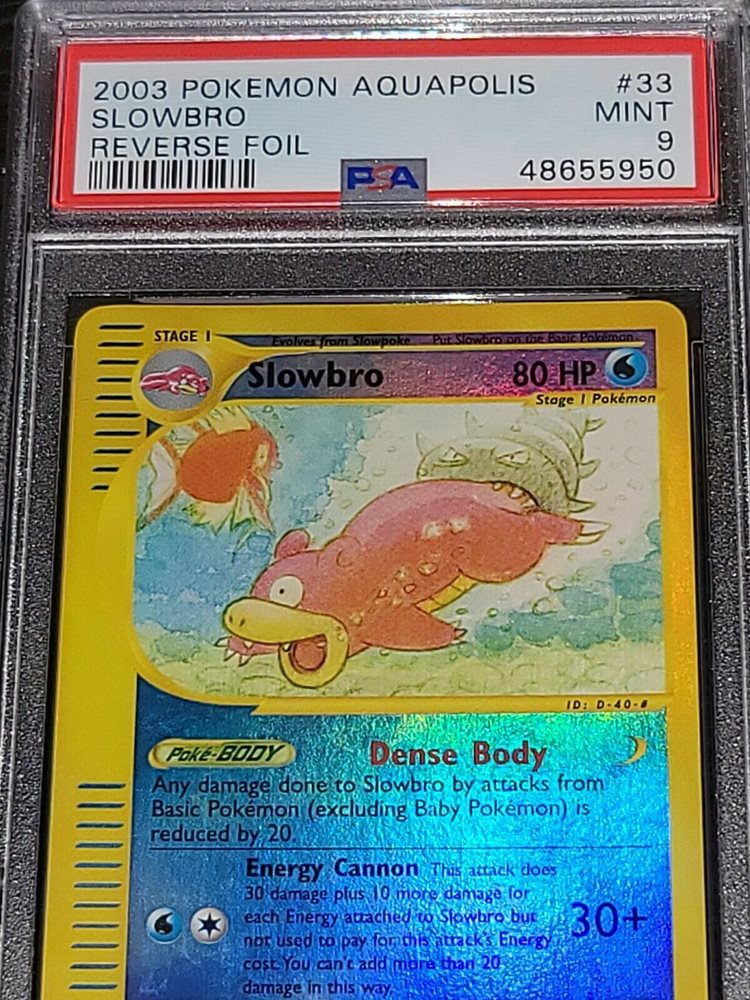 2003 POKEMON AQUAPOLIS #33
SLOWBRO MINT
REVERSE FOIL 9
PSA 48655950
STAGE 1 Evolves from Slowpoke Put Slowbro on the Basic Pokémon
Slowbro 80 HP
Stage 1 Pokémon
ID: D-40-#
Poké-BODY Dense Body
Any damage done to Slowbro by attacks from
Basic Pokémon (excluding Baby Pokémon) is
reduced by 20.
Energy Cannon This attack does
30 damage plus 10 more damage for
each Energy attached to Slowbro but
not used to pay for this attack's Energy
cost. You can't add more than 20
damage in this way.
30+